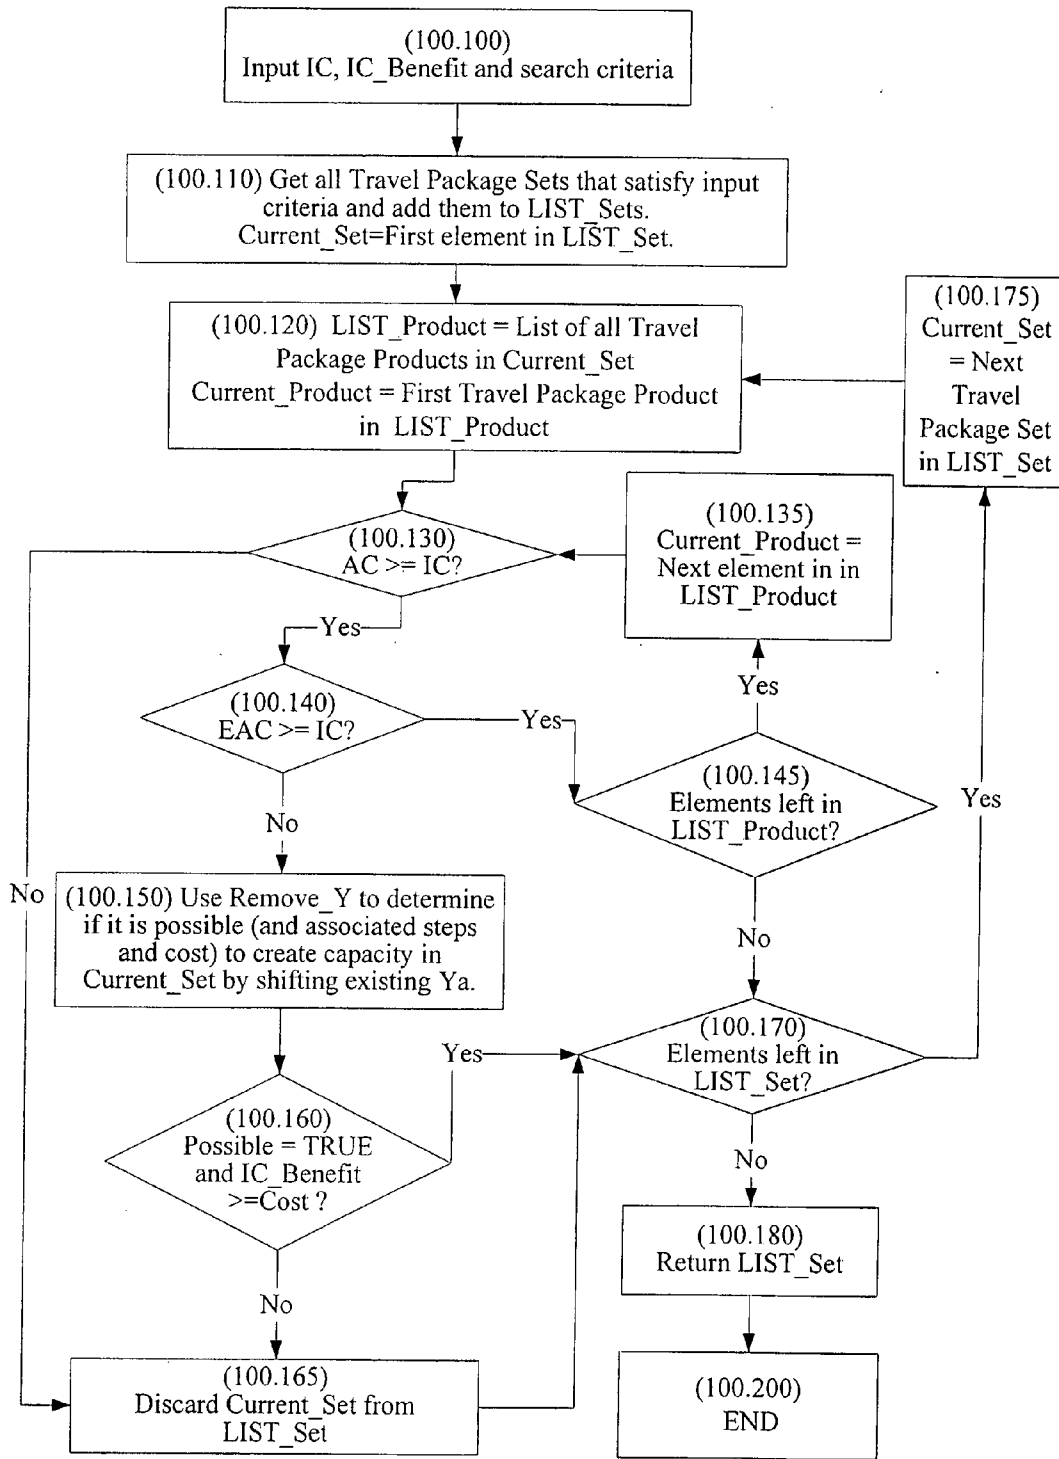 (100.100)
Input IC, IC_Benefit and search criteria
(100.110) Get all Travel Package Sets that satisfy input
criteria and add them to LIST_Sets.
Current_Set=First element in LIST_Set.
(100.120) LIST_Product = List of all Travel
Package Products in Current_Set
Current_Product = First Travel Package Product
in LIST_Product
(100.175)
Current_Set
= Next
Travel
Package Set
in LIST_Set
(100.130)
AC >= IC?
(100.135)
Current_Product =
Next element in in
LIST_Product
Yes
(100.140)
EAC >= IC?
Yes
Yes
(100.145)
Elements left in
LIST_Product?
Yes
No
No
(100.150) Use Remove_Y to determine
if it is possible (and associated steps
and cost) to create capacity in
Current_Set by shifting existing Ya.
No
(100.170)
Elements left in
LIST_Set?
Yes
(100.160)
Possible = TRUE
and IC_Benefit
>=Cost ?
No
(100.180)
Return LIST_Set
No
(100.165)
Discard Current_Set from
LIST_Set
(100.200)
END